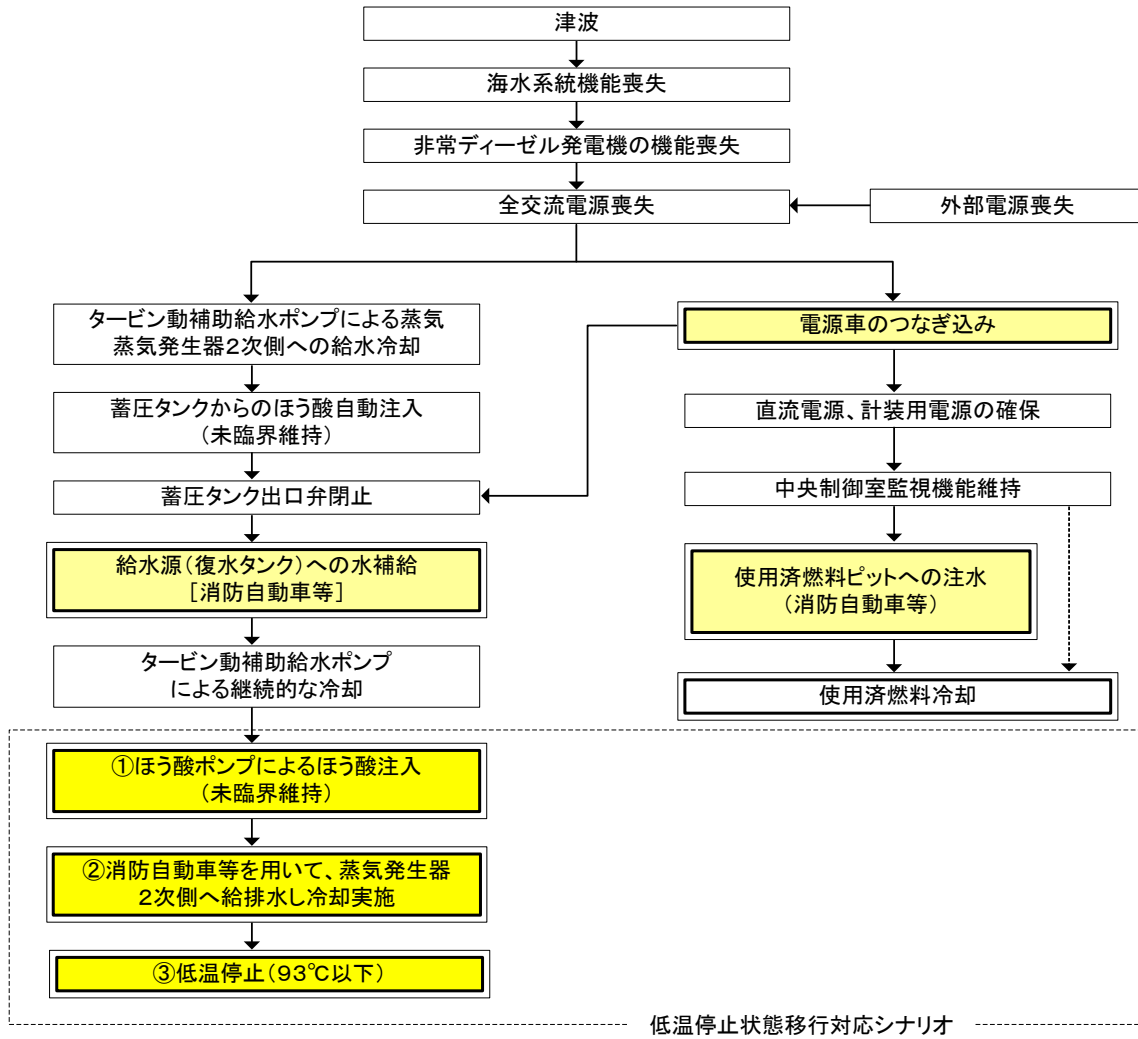 津波
海水系統機能喪失
非常ディーゼル発電機の機能喪失
全交流電源喪失
外部電源喪失
タービン動補助給水ポンプによる蒸気
蒸気発生器2次側への給水冷却
蓄圧タンクからのほう酸自動注入
(未臨界維持)
蓄圧タンク出口弁閉止
給水源(復水タンク)への水補給
[消防自動車等]
タービン動補助給水ポンプ
による継続的な冷却
電源車のつなぎ込み
直流電源、計装用電源の確保
中央制御室監視機能維持
使用済燃料ピットへの注水
(消防自動車等)
使用済燃料冷却
①ほう酸ポンプによるほう酸注入
(未臨界維持)
②消防自動車等を用いて、蒸気発生器
2次側へ給排水し冷却実施
③低温停止(93℃以下)
低温停止状態移行対応シナリオ